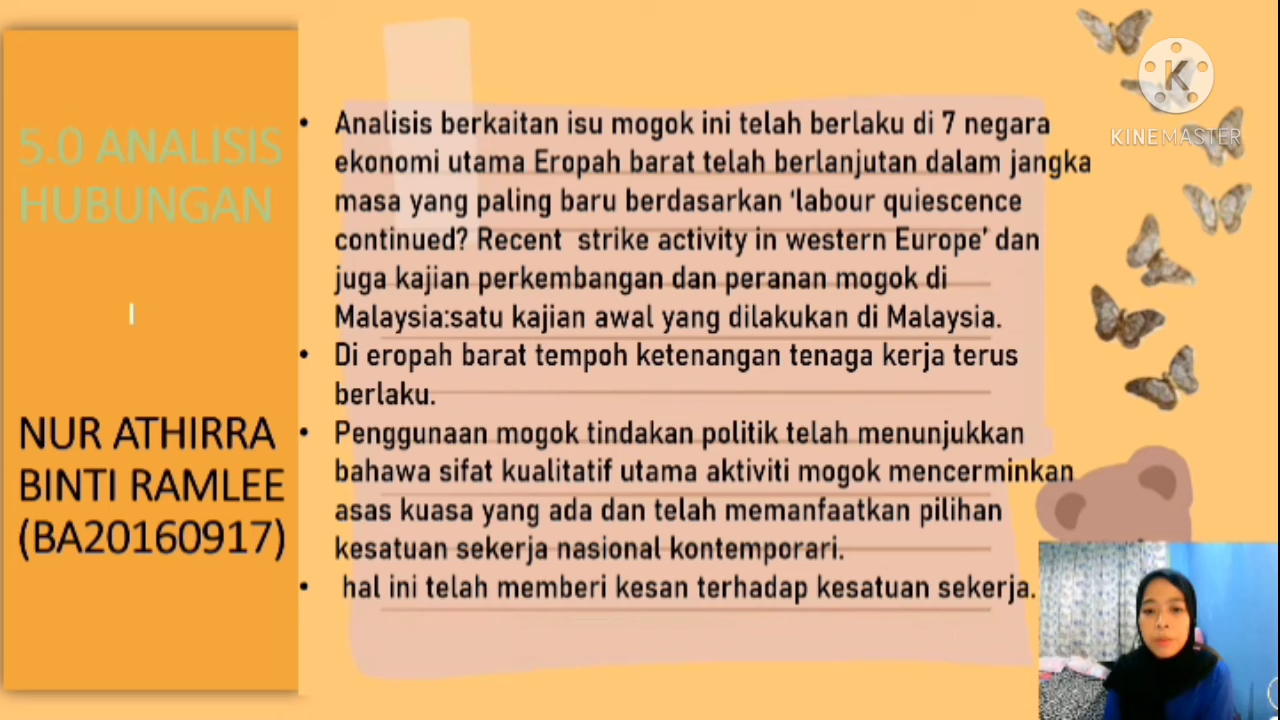 5.0 ANALISIS
HUBUNGAN
NUR ATHIRRA
BINTI RAMLEE
(BA20160917)
• Analisis berkaitan isu mogok ini telah berlaku di 7 negara
ekonomi utama Eropah barat telah berlanjutan dalam jangka
masa yang paling baru berdasarkan ‘labour quiescence
continued? Recent strike activity in western Europe’ dan
juga kajian perkembangan dan peranan mogok di
Malaysia:satu kajian awal yang dilakukan di Malaysia.
• Di eropah barat tempoh ketenangan tenaga kerja terus
berlaku.
• Penggunaan mogok tindakan politik telah menunjukkan
bahawa sifat kualitatif utama aktiviti mogok mencerminkan
asas kuasa yang ada dan telah memanfaatkan pilihan
kesatuan sekerja nasional kontemporari.
• hal ini telah memberi kesan terhadap kesatuan sekerja.
K
KINEMASTER